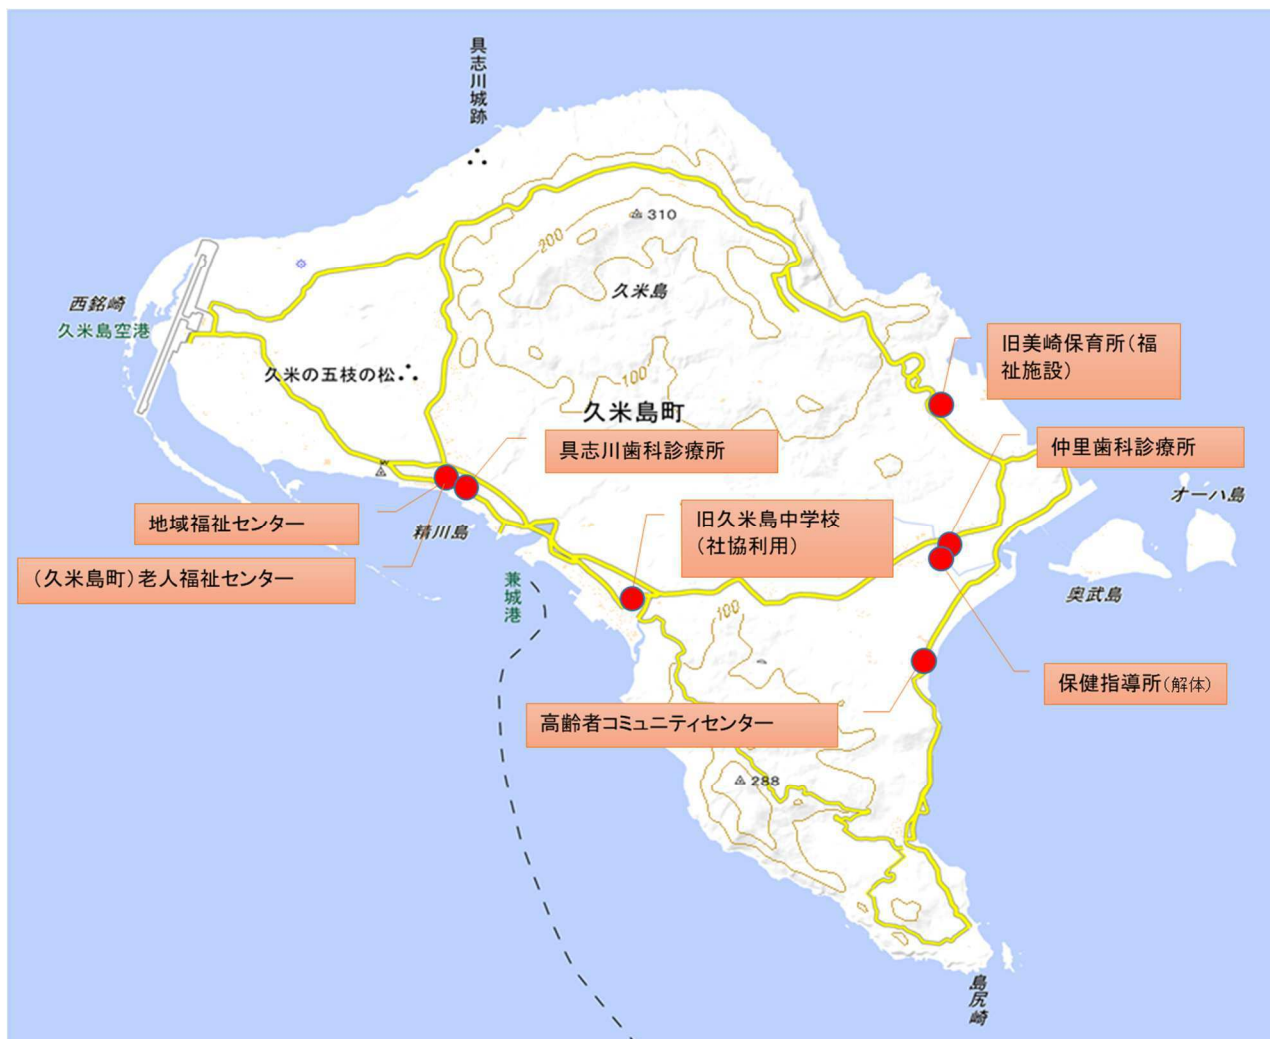 具志川城跡
310
200
久米島
西銘崎
久米島空港
久米の五枝の松
100
久米島町
旧美崎保育所（福
祉施設）
具志川歯科診療所
仲里歯科診療所
オーハ島
地域福祉センター
精川島
旧久米島中学校
（社協利用）
（久米島町）老人福祉センター
兼城港
奥武島
100
保健指導所（解体）
高齢者コミュニティセンター
288
島尻崎